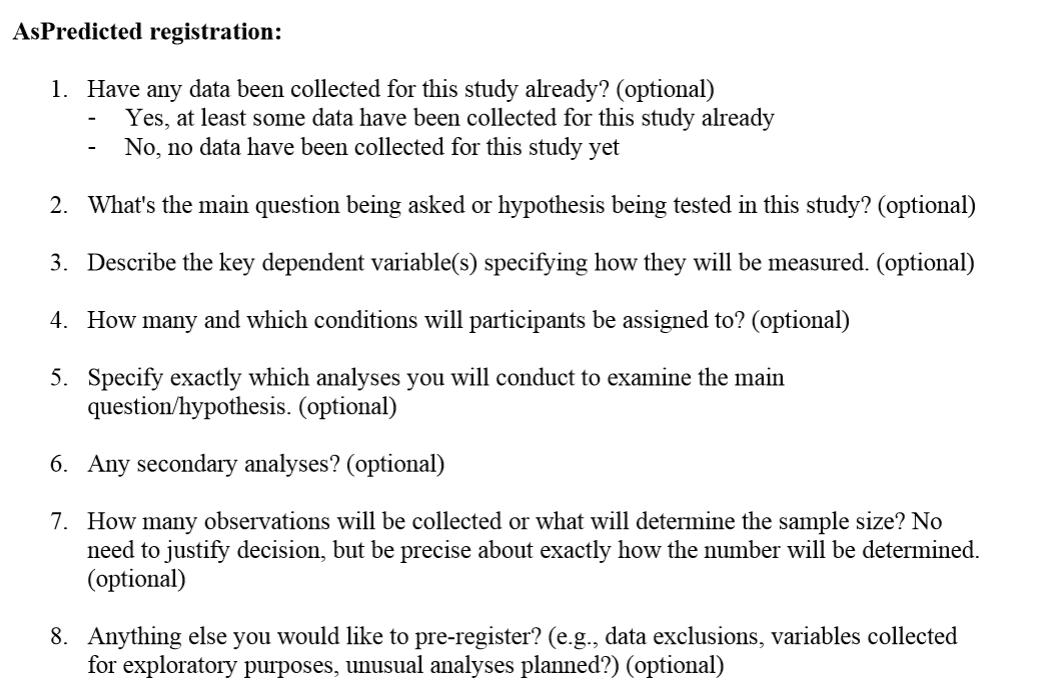 AsPredicted registration:
1. Have any data been collected for this study already? (optional)
- Yes, at least some data have been collected for this study already
- No, no data have been collected for this study yet
2. What's the main question being asked or hypothesis being tested in this study? (optional)
3. Describe the key dependent variable(s) specifying how they will be measured. (optional)
4. How many and which conditions will participants be assigned to? (optional)
5. Specify exactly which analyses you will conduct to examine the main
question/hypothesis. (optional)
6. Any secondary analyses? (optional)
7. How many observations will be collected or what will determine the sample size? No
need to justify decision, but be precise about exactly how the number will be determined.
(optional)
8. Anything else you would like to pre-register? (e.g., data exclusions, variables collected
for exploratory purposes, unusual analyses planned?) (optional)